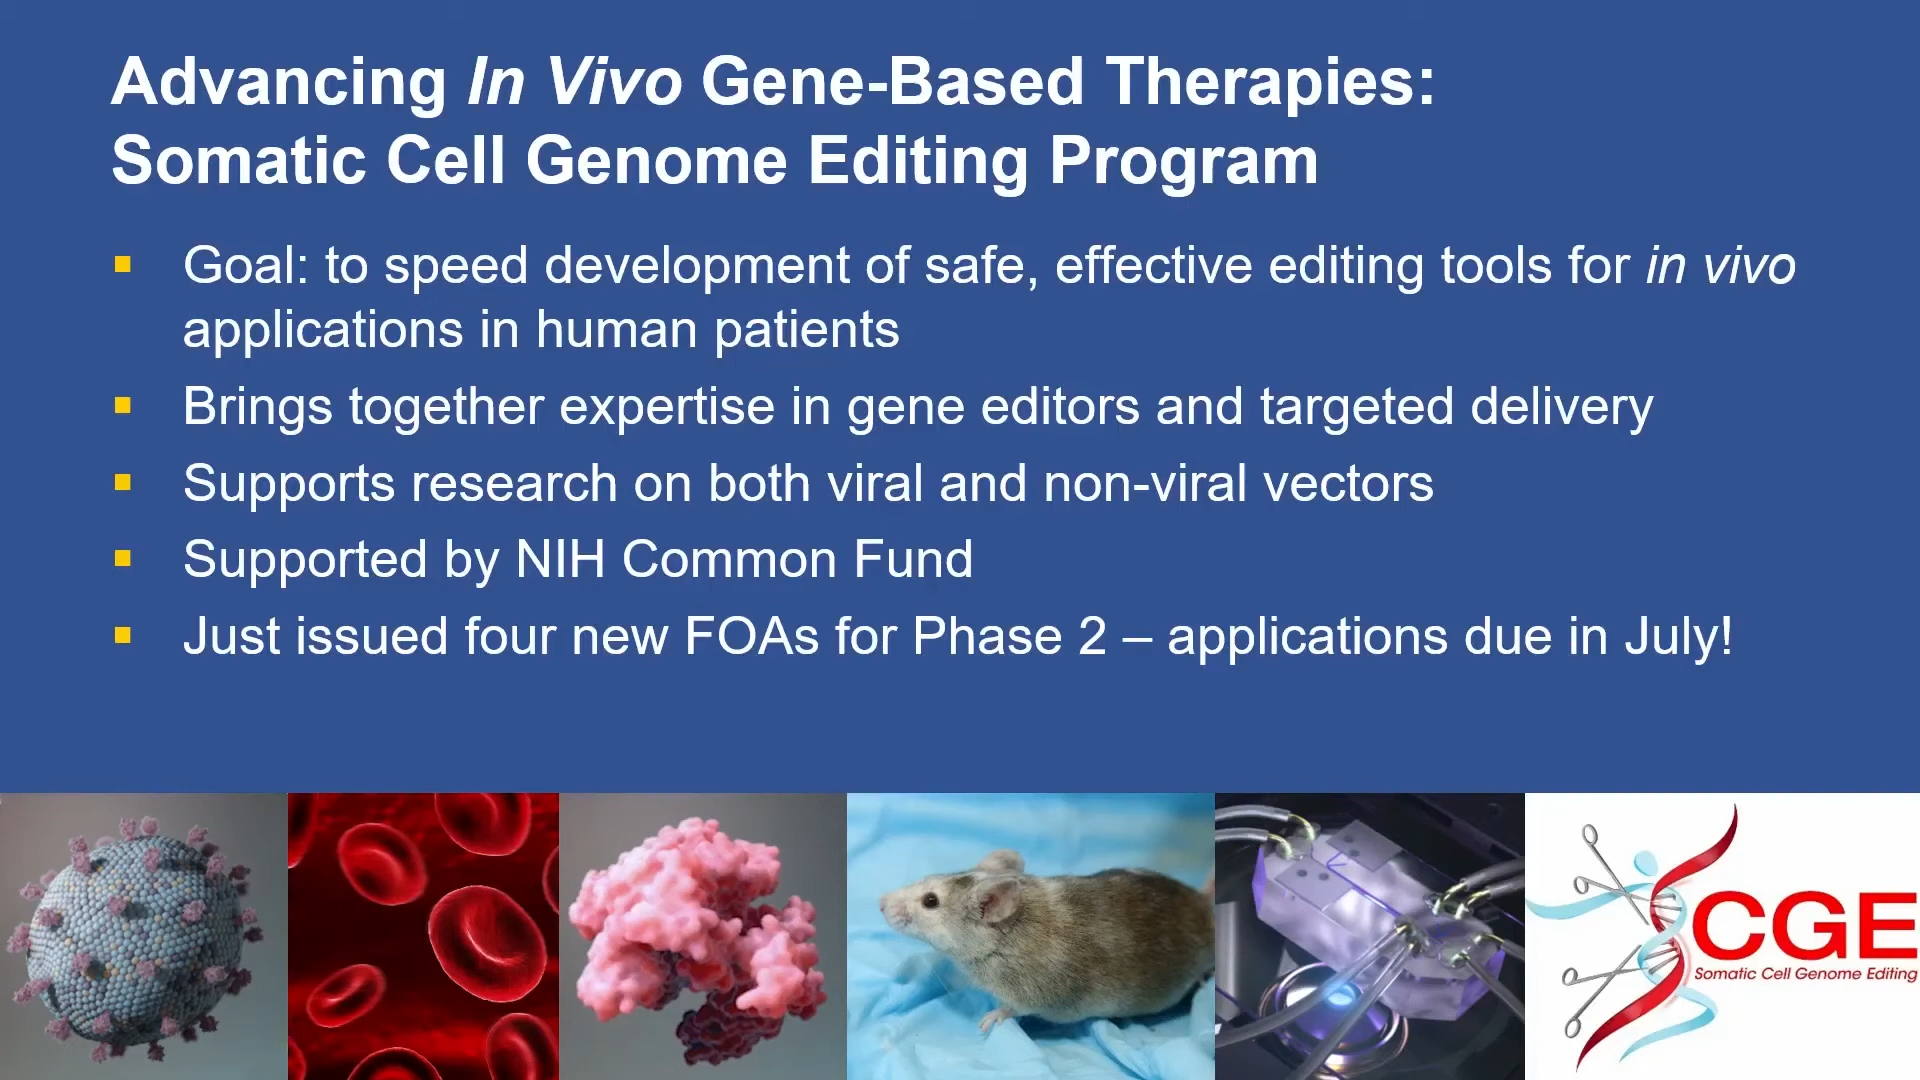 Advancing In Vivo Gene-Based Therapies:
Somatic Cell Genome Editing Program
▪ Goal: to speed development of safe, effective editing tools for in vivo
applications in human patients
▪ Brings together expertise in gene editors and targeted delivery
▪ Supports research on both viral and non-viral vectors
▪ Supported by NIH Common Fund
▪ Just issued four new FOAs for Phase 2 – applications due in July!
SCGE
Somatic Cell Genome Editing